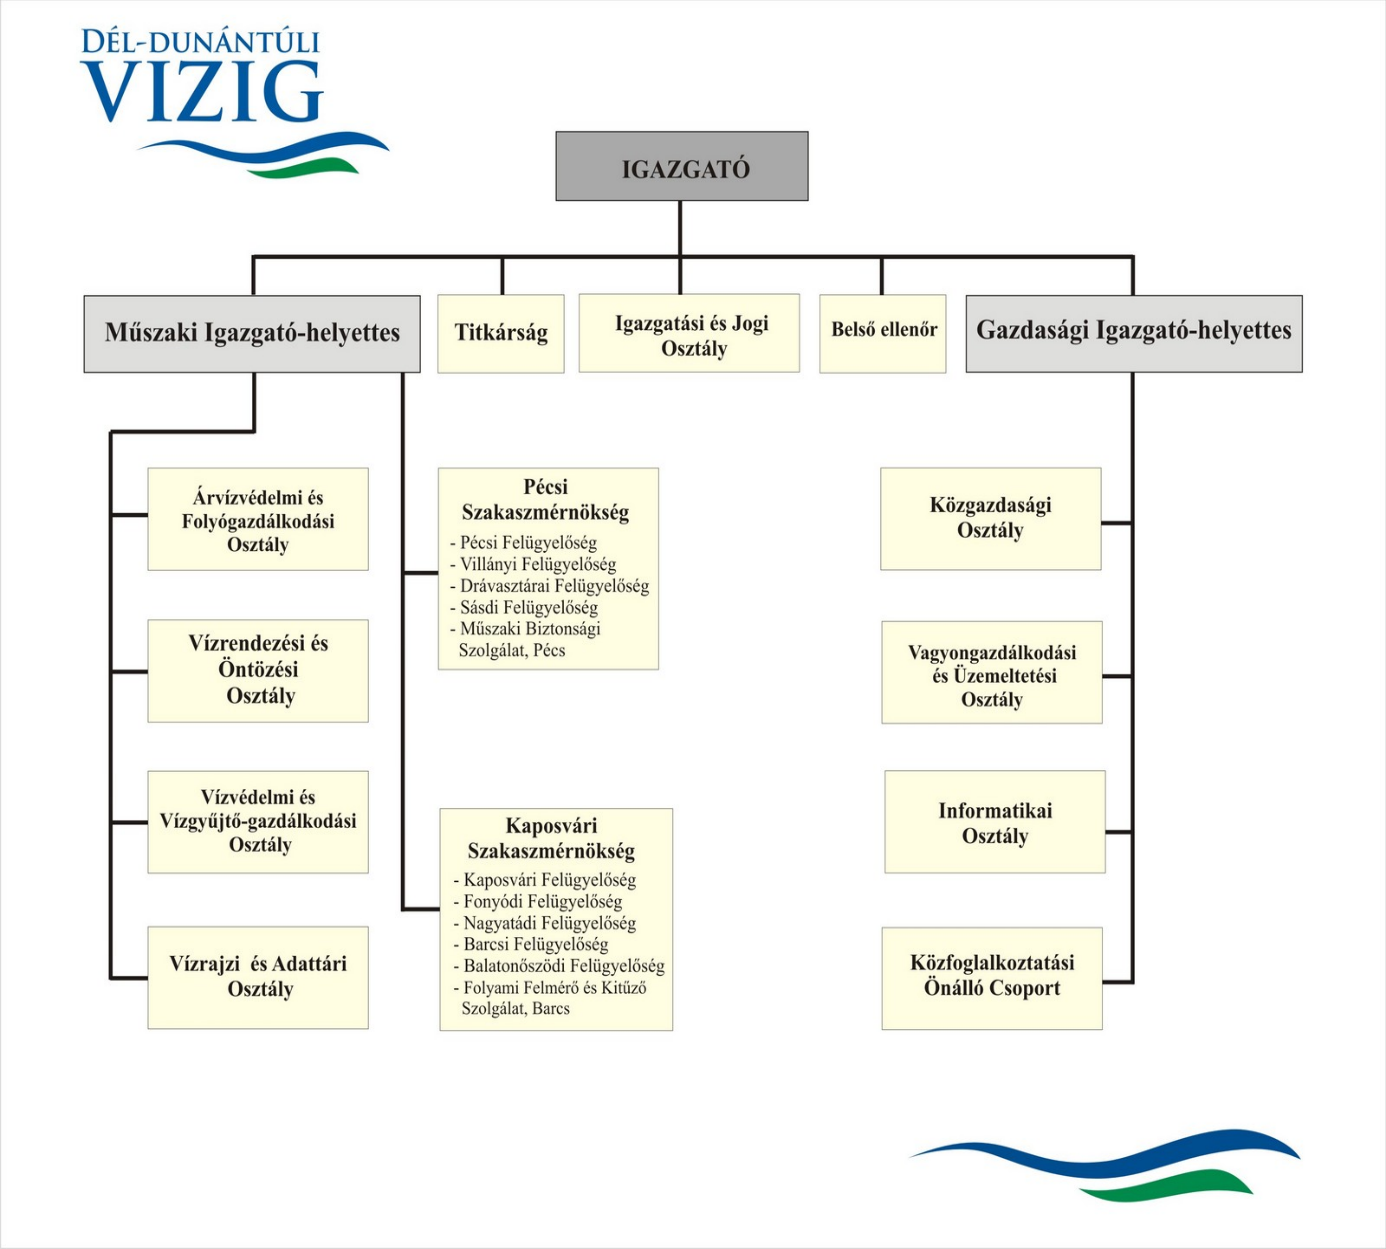 DÉL-DUNÁNTÚLI
VIZIG
IGAZGATÓ
Műszaki Igazgató-helyettes
Titkárság
Igazgatási és Jogi
Osztály
Belső ellenőr
Gazdasági Igazgató-helyettes
Árvízvédelmi és
Folyógazdálkodási
Osztály
Vízrendezési és
Öntözési
Osztály
Vízvédelmi és
Vízgyűjtő-gazdálkodási
Osztály
Vízrajzi és Adattári
Osztály
Pécsi
Szakaszmérnökség
- Pécsi Felügyelőség
- Villányi Felügyelőség
- Drávasztárai Felügyelőség
- Sásdi Felügyelőség
- Műszaki Biztonsági
Szolgálat, Pécs
Kaposvári
Szakaszmérnökség
- Kaposvári Felügyelőség
- Fonyódi Felügyelőség
- Nagyatádi Felügyelőség
- Barcsi Felügyelőség
- Balatonőszödi Felügyelőség
- Folyami Felmérő és Kitűző
Szolgálat, Barcs
Közgazdasági
Osztály
Vagyongazdálkodási
és Üzemeltetési
Osztály
Informatikai
Osztály
Közfoglalkoztatási
Önálló Csoport